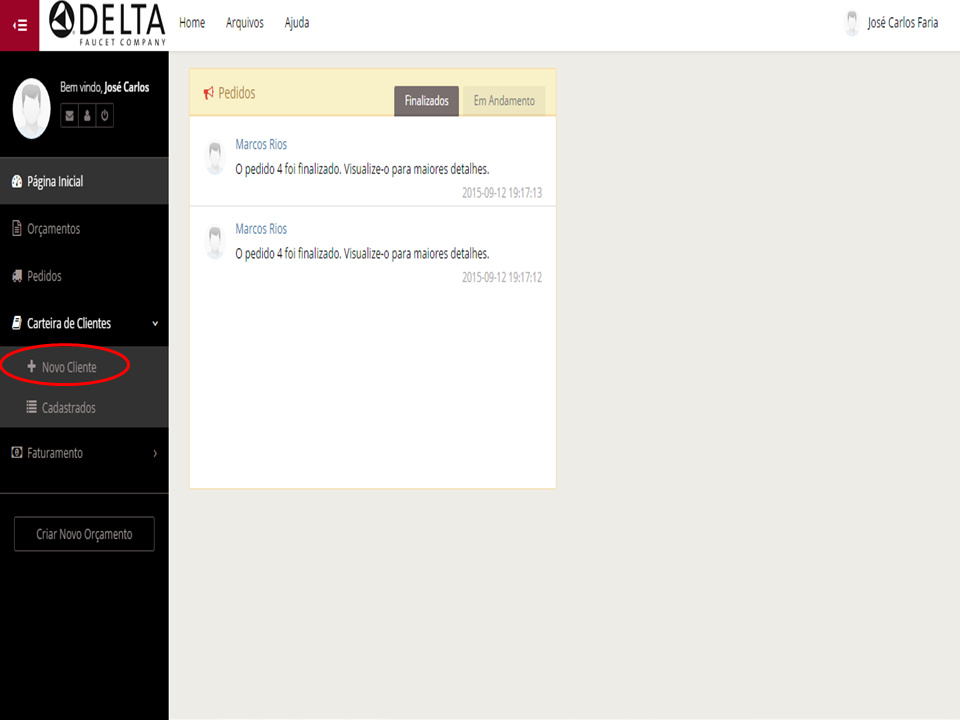 DELTA
FAUCET COMPANY
Home Arquivos Ajuda
José Carlos Faria
Bem vindo, José Carlos
Página Inicial
Orçamentos
Pedidos
Carteira de Clientes
Novo Cliente
Cadastrados
Faturamento
Criar Novo Orçamento
Pedidos
Finalizados Em Andamento
Marcos Rios
O pedido 4 foi finalizado. Visualize-o para maiores detalhes.
2015-09-12 19:17:13
Marcos Rios
O pedido 4 foi finalizado. Visualize-o para maiores detalhes.
2015-09-12 19:17:12